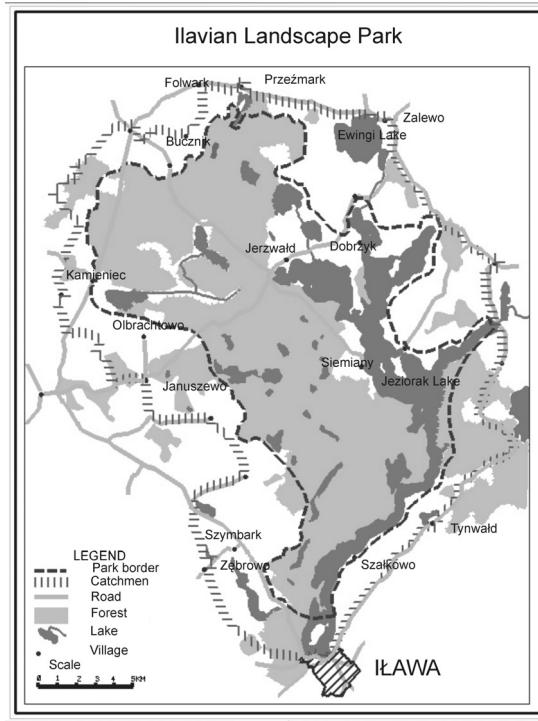 Ilavian Landscape Park
Folwark
Przeźmark
Zalewo
Ewingi Lake
Bucznik
Jerzwałd
Dobrzyk
Kamieniec
Olbrachtowo
Siemiany
Januszewo
Jeziorak Lake
Tynwałd
Szymbark
Ząbrowo
Szałkowo
IŁAWA
LEGEND
Park border
Catchmen
Road
Forest
Lake
Village
Scale
0 1 2 3 4 5KM